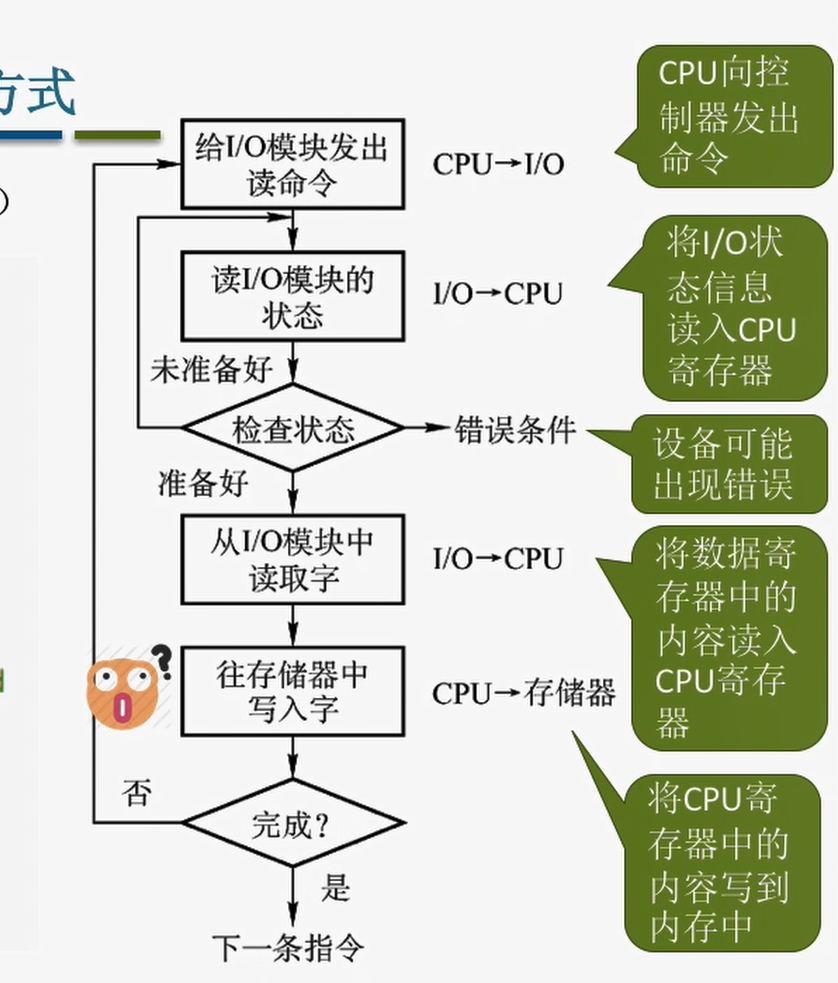 方式
给I/O模块发出
读命令
CPU→I/O
CPU向控
制器发出
命令
读I/O模块的
状态
I/O→CPU
将I/O状
态信息
读入CPU
寄存器
未准备好
检查状态
错误条件
设备可能
出现错误
准备好
从I/O模块中
读取字
I/O→CPU
将数据寄
存器中的
内容读入
CPU寄存
器
往存储器中
写入字
CPU→存储器
?
将CPU寄
存器中的
内容写到
内存中
否
完成?
是
下一条指令